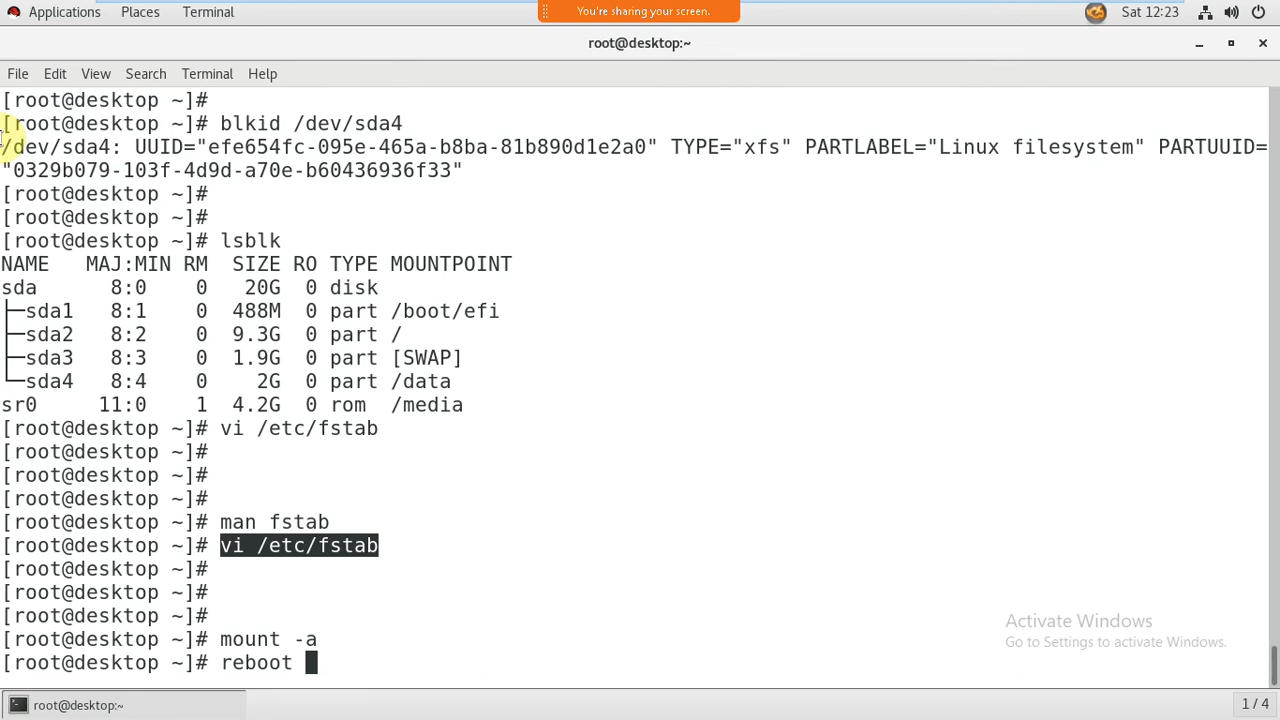 Applications Places Terminal You're sharing your screen. Sat 12:23
root@desktop:~
File Edit View Search Terminal Help
[root@desktop ~]#
[root@desktop ~]# blkid /dev/sda4
/dev/sda4: UUID="efe654fc-095e-465a-b8ba-81b890d1e2a0" TYPE="xfs" PARTLABEL="Linux filesystem" PARTUUID=
"0329b079-103f-4d9d-a70e-b60436936f33"
[root@desktop ~]#
[root@desktop ~]#
[root@desktop ~]# lsblk
NAME MAJ:MIN RM SIZE RO TYPE MOUNTPOINT
sda 8:0 0 20G 0 disk
├─sda1 8:1 0 488M 0 part /boot/efi
├─sda2 8:2 0 9.3G 0 part /
├─sda3 8:3 0 1.9G 0 part [SWAP]
└─sda4 8:4 0 2G 0 part /data
sr0 11:0 1 4.2G 0 rom /media
[root@desktop ~]# vi /etc/fstab
[root@desktop ~]#
[root@desktop ~]#
[root@desktop ~]#
[root@desktop ~]# man fstab
[root@desktop ~]# vi /etc/fstab
[root@desktop ~]#
[root@desktop ~]#
[root@desktop ~]#
[root@desktop ~]# mount -a
[root@desktop ~]# reboot
Activate Windows
Go to Settings to activate Windows.
root@desktop:~ 1 / 4